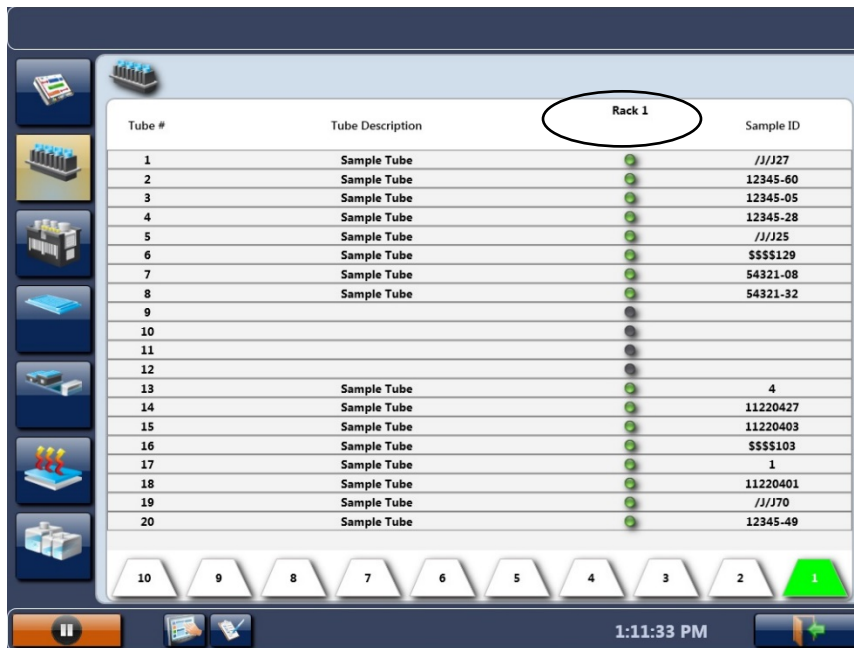 Rack 1
Tube # Tube Description Sample ID
1 Sample Tube /J/J27
2 Sample Tube 12345-60
3 Sample Tube 12345-05
4 Sample Tube 12345-28
5 Sample Tube /J/J25
6 Sample Tube $$$$129
7 Sample Tube 54321-08
8 Sample Tube 54321-32
9
10
11
12
13 Sample Tube 4
14 Sample Tube 11220427
15 Sample Tube 11220403
16 Sample Tube $$$$103
17 Sample Tube 1
18 Sample Tube 11220401
19 Sample Tube /J/J70
20 Sample Tube 12345-49
10 9 8 7 6 5 4 3 2 1
1:11:33 PM